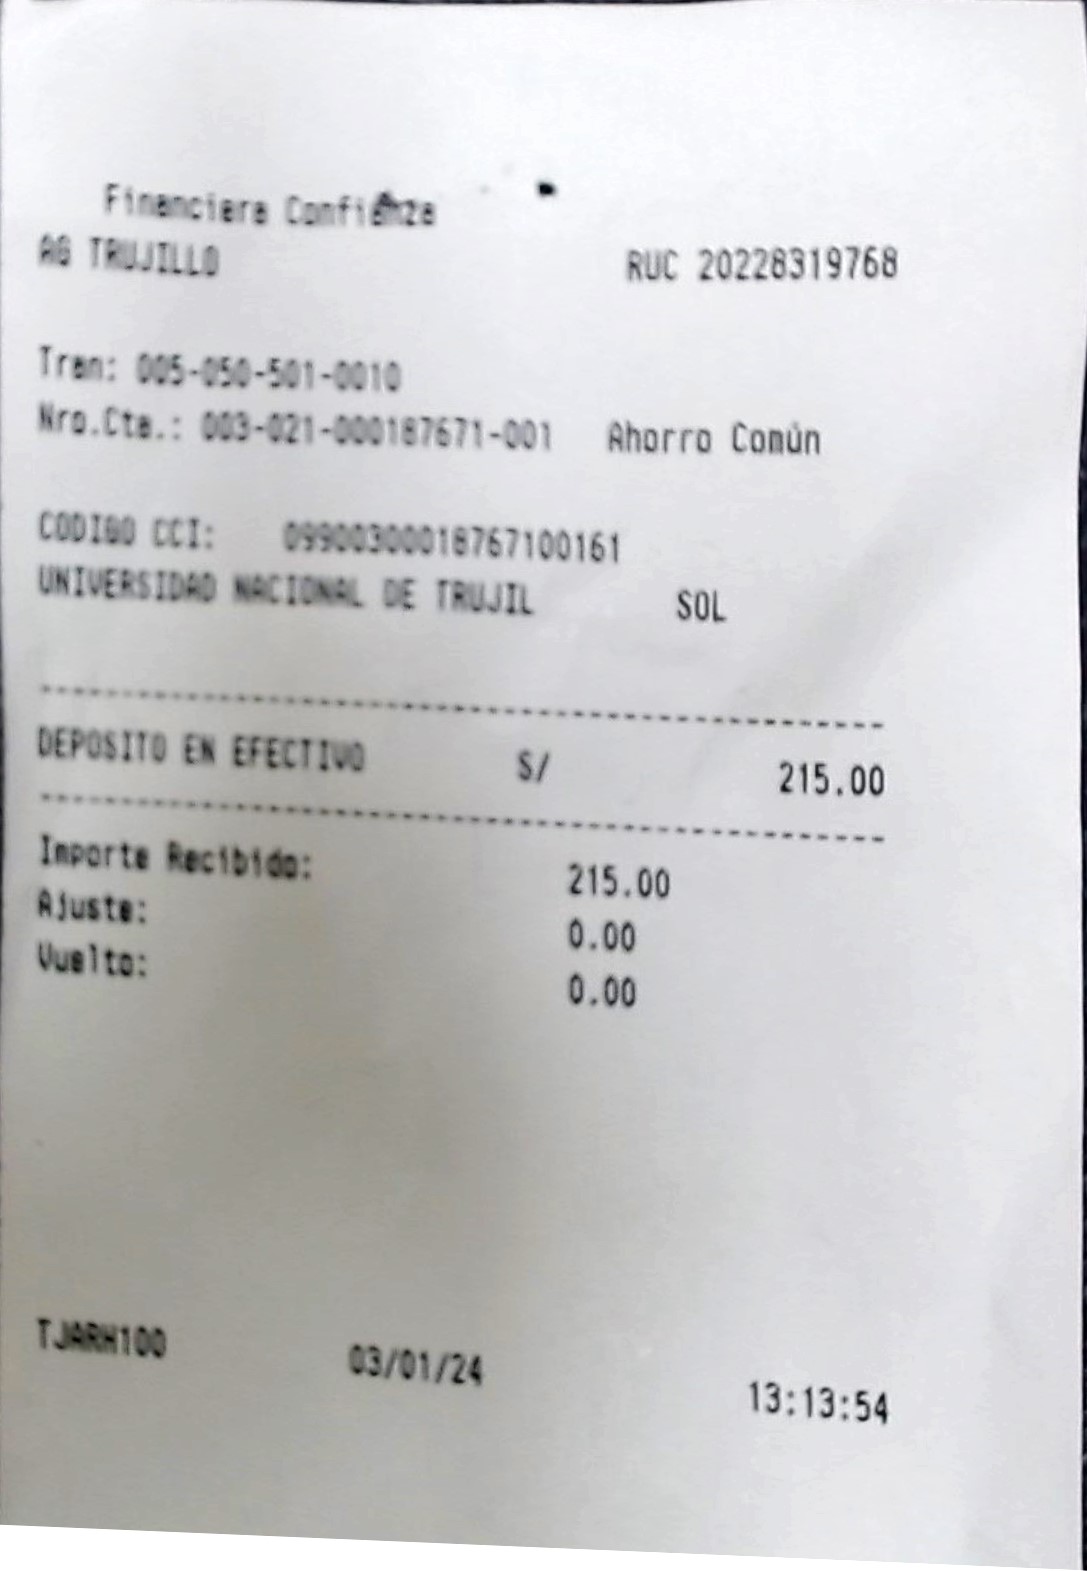 Financiera Confianza
AG TRUJILLO RUC 20228319768
Tran: 005-050-501-0010
Nro.Cta.: 003-021-000187671-001 Ahorro Común
CODIGO CCI: 09900300018767100161
UNIVERSIDAD NACIONAL DE TRUJIL SOL
DEPOSITO EN EFECTIVO S/ 215.00
Importe Recibido: 215.00
Ajuste: 0.00
Vuelto: 0.00
TJARH100 03/01/24 13:13:54